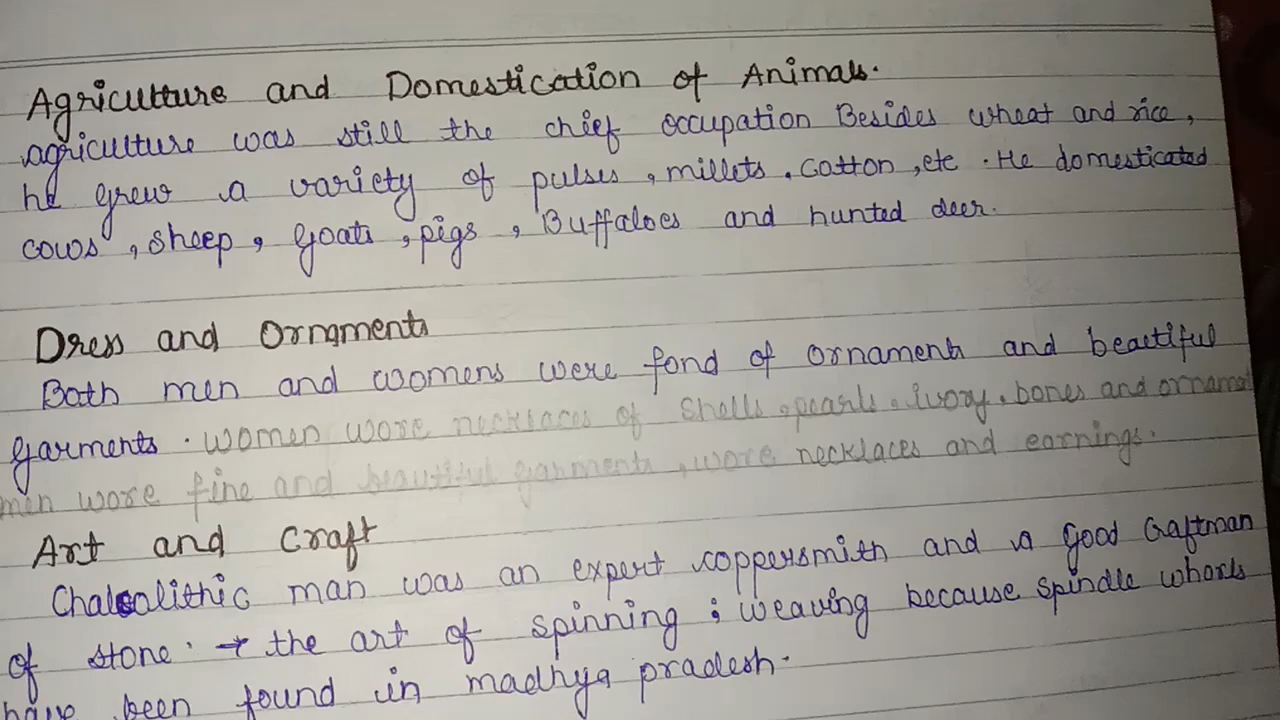 Agriculture and Domestication of Animals.
agriculture was still the chief occupation Besides wheat and rice,
he grew a variety of pulses, millets, cotton, etc. He domesticated
cows, sheep, goats, pigs, Buffaloes and hunted deer.
Dress and Ornaments
Both men and womens were fond of ornaments and beautiful
garments. women wore necklaces of shells, pearls, ivory, bones and
men wore fine and beautiful garments, wore necklaces and earnings.
Art and Craft
Chalcolithic man was an expert coppersmith and a good Craftman
of stone. → the art of spinning ; weaving because spindle whorls
have been found in madhya pradesh.